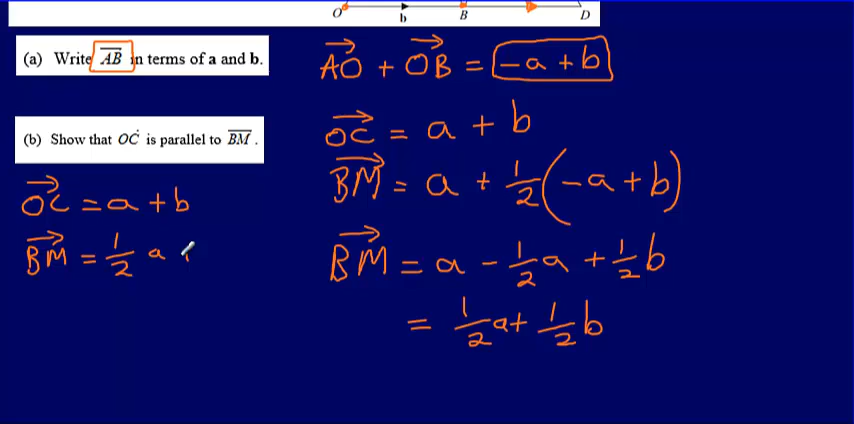 O b B D
(a) Write AB in terms of a and b.
AO + OB = -a + b
OC = a + b
(b) Show that OC is parallel to BM.
BM = a + 1/2(-a+b)
OC = a + b
BM = 1/2 a
BM = a - 1/2a + 1/2b
= 1/2a + 1/2b